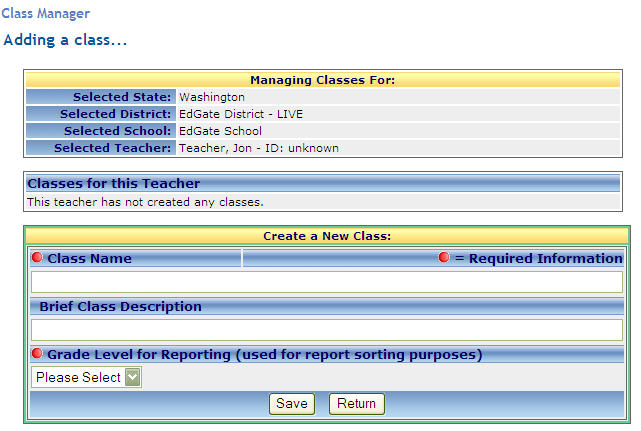 Class Manager
Adding a class...
Managing Classes For:
Selected State: Washington
Selected District: EdGate District - LIVE
Selected School: EdGate School
Selected Teacher: Teacher, Jon - ID: unknown
Classes for this Teacher
This teacher has not created any classes.
Create a New Class:
Class Name = Required Information
Brief Class Description
Grade Level for Reporting (used for report sorting purposes)
Please Select
Save Return